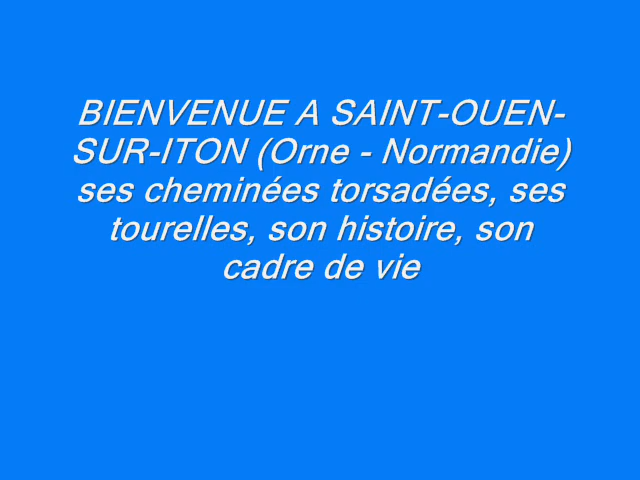 BIENVENUE A SAINT-OUEN-
SUR-ITON (Orne - Normandie)
ses cheminées torsadées, ses
tourelles, son histoire, son
cadre de vie